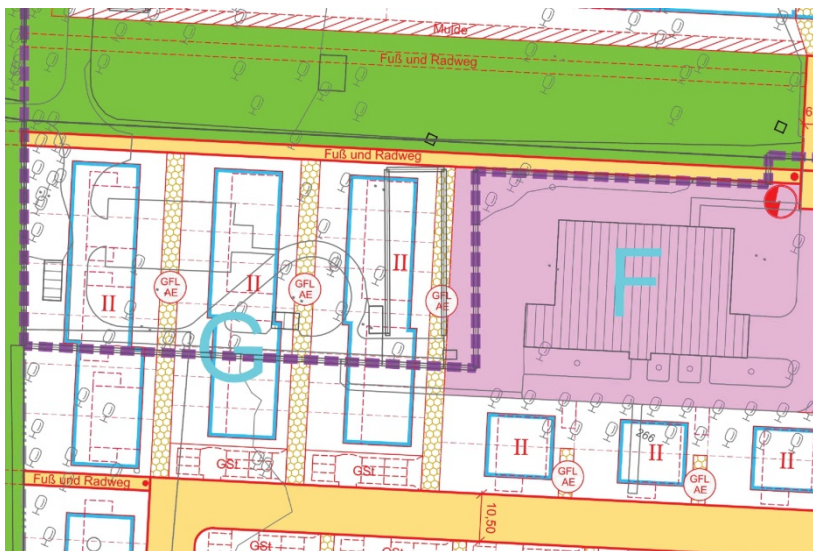 Mulde
Fuß und Radweg
Fuß und Radweg
II
II
II
GFL
AE
GFL
AE
GFL
AE
F
G
II
266
II
II
GSt
GSt
GFL
AE
GFL
AE
Fuß und Radweg
10,50
GSt